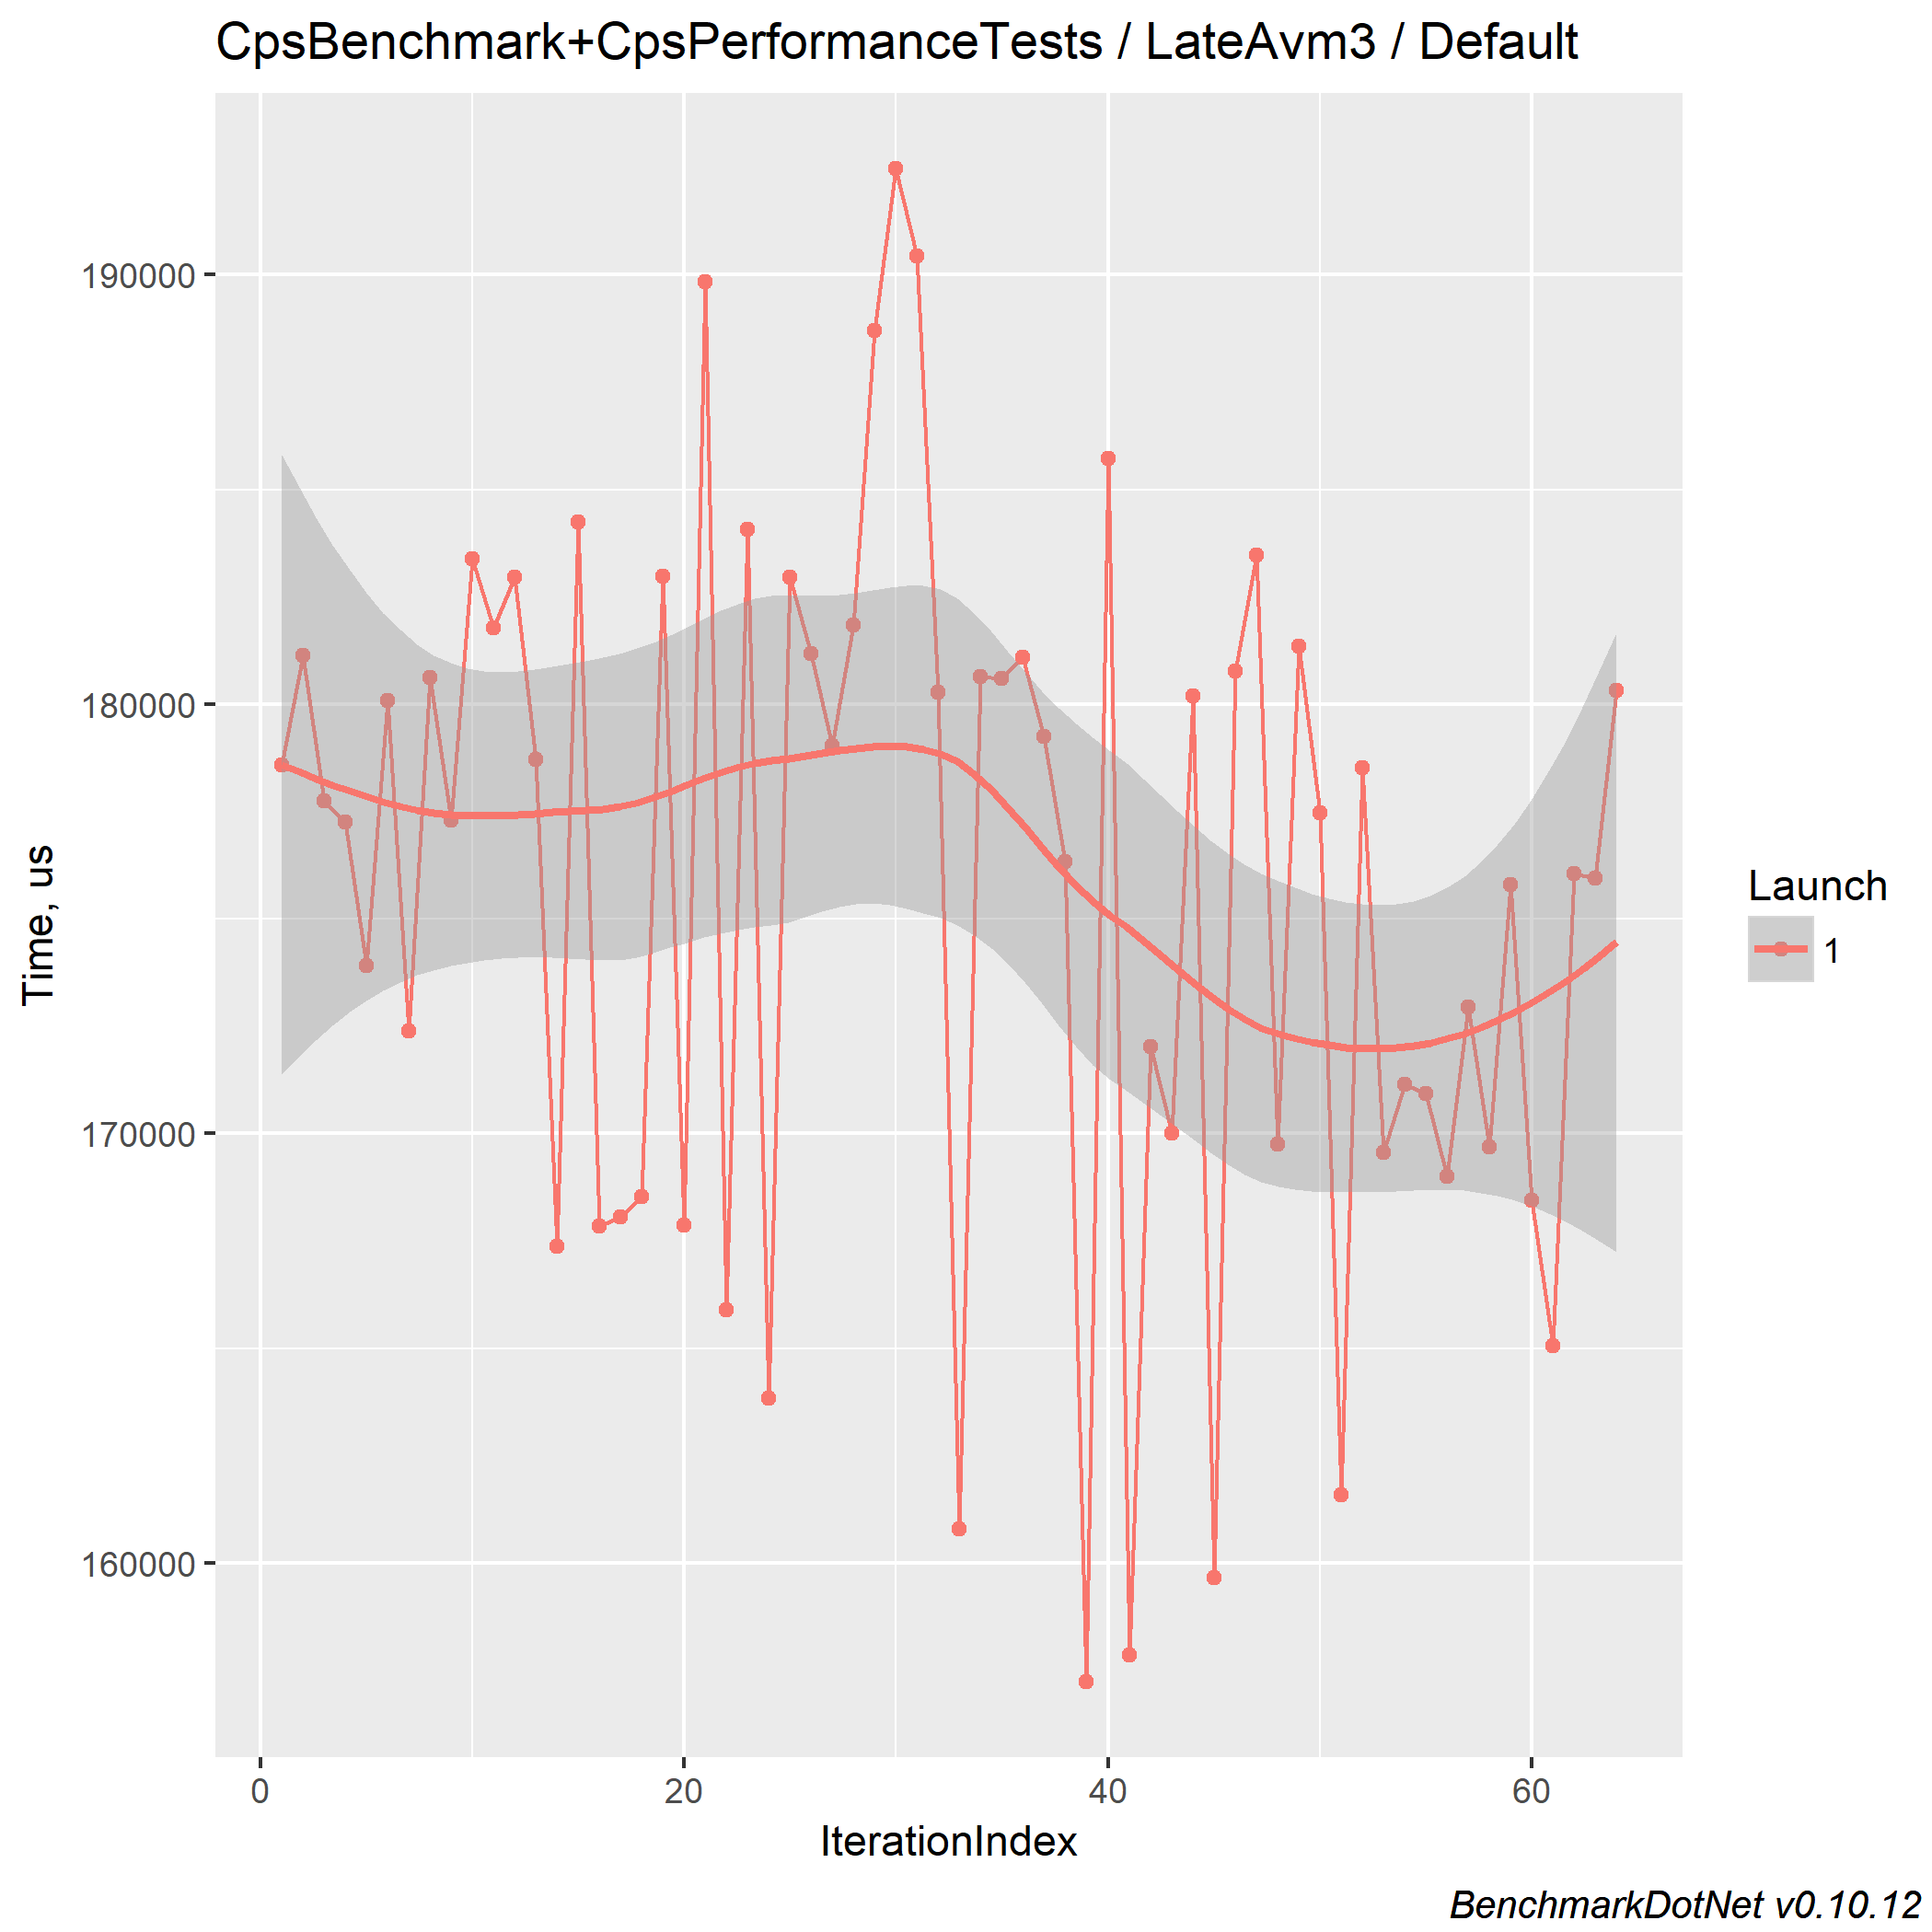 CpsBenchmark+CpsPerformanceTests / LateAvm3 / Default
190000
180000
170000
160000
Time, us
0 20 40 60
IterationIndex
Launch
1
BenchmarkDotNet v0.10.12